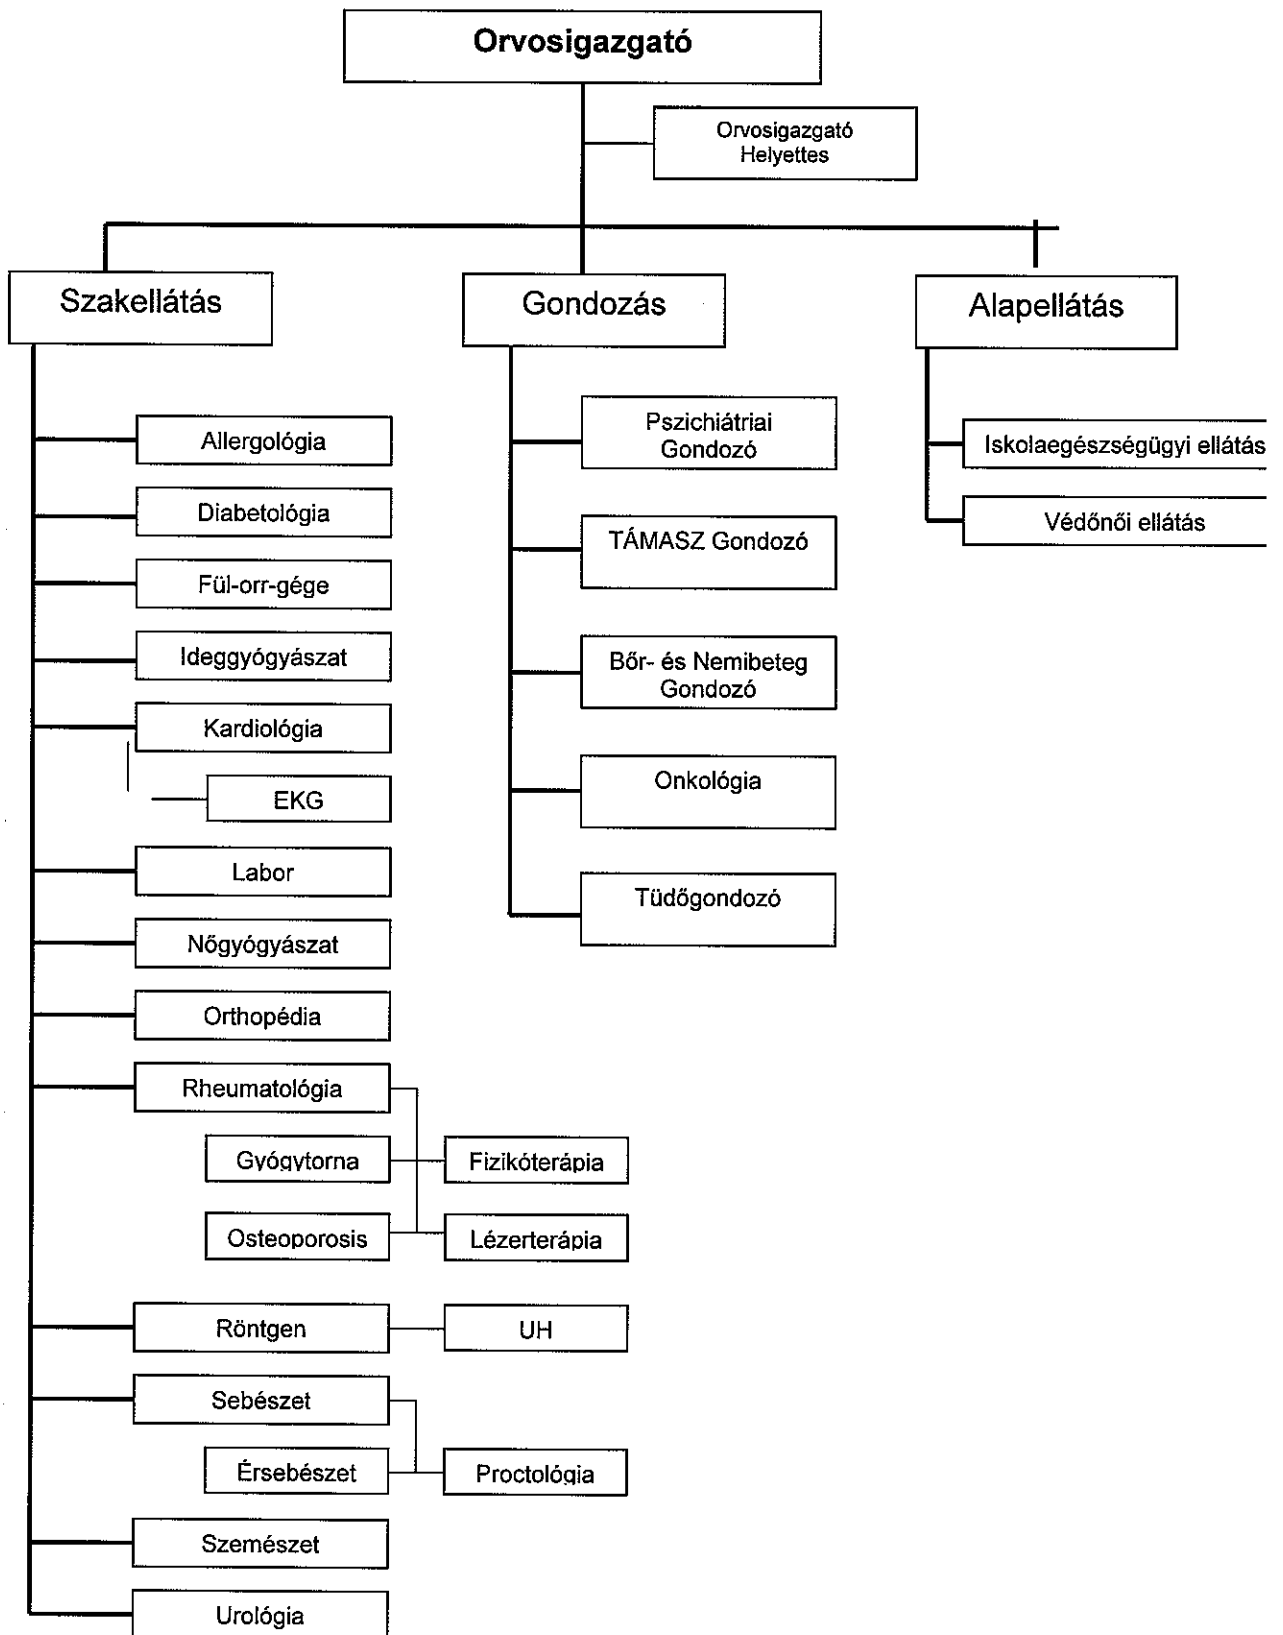 Orvosigazgató
Orvosigazgató
Helyettes
Szakellátás
Gondozás
Alapellátás
Allergológia
Diabetológia
Fül-orr-gége
Ideggyógyászat
Kardiológia
EKG
Labor
Nőgyógyászat
Orthopédia
Rheumatológia
Gyógytorna
Fizikóterápia
Osteoporosis
Lézerterápia
Röntgen
UH
Sebészet
Érsebészet
Proctológia
Szemészet
Urológia
Pszichiátriai
Gondozó
TÁMASZ Gondozó
Bőr- és Nemibeteg
Gondozó
Onkológia
Tüdőgondozó
Iskolaegészségügyi ellátás
Védőnői ellátás